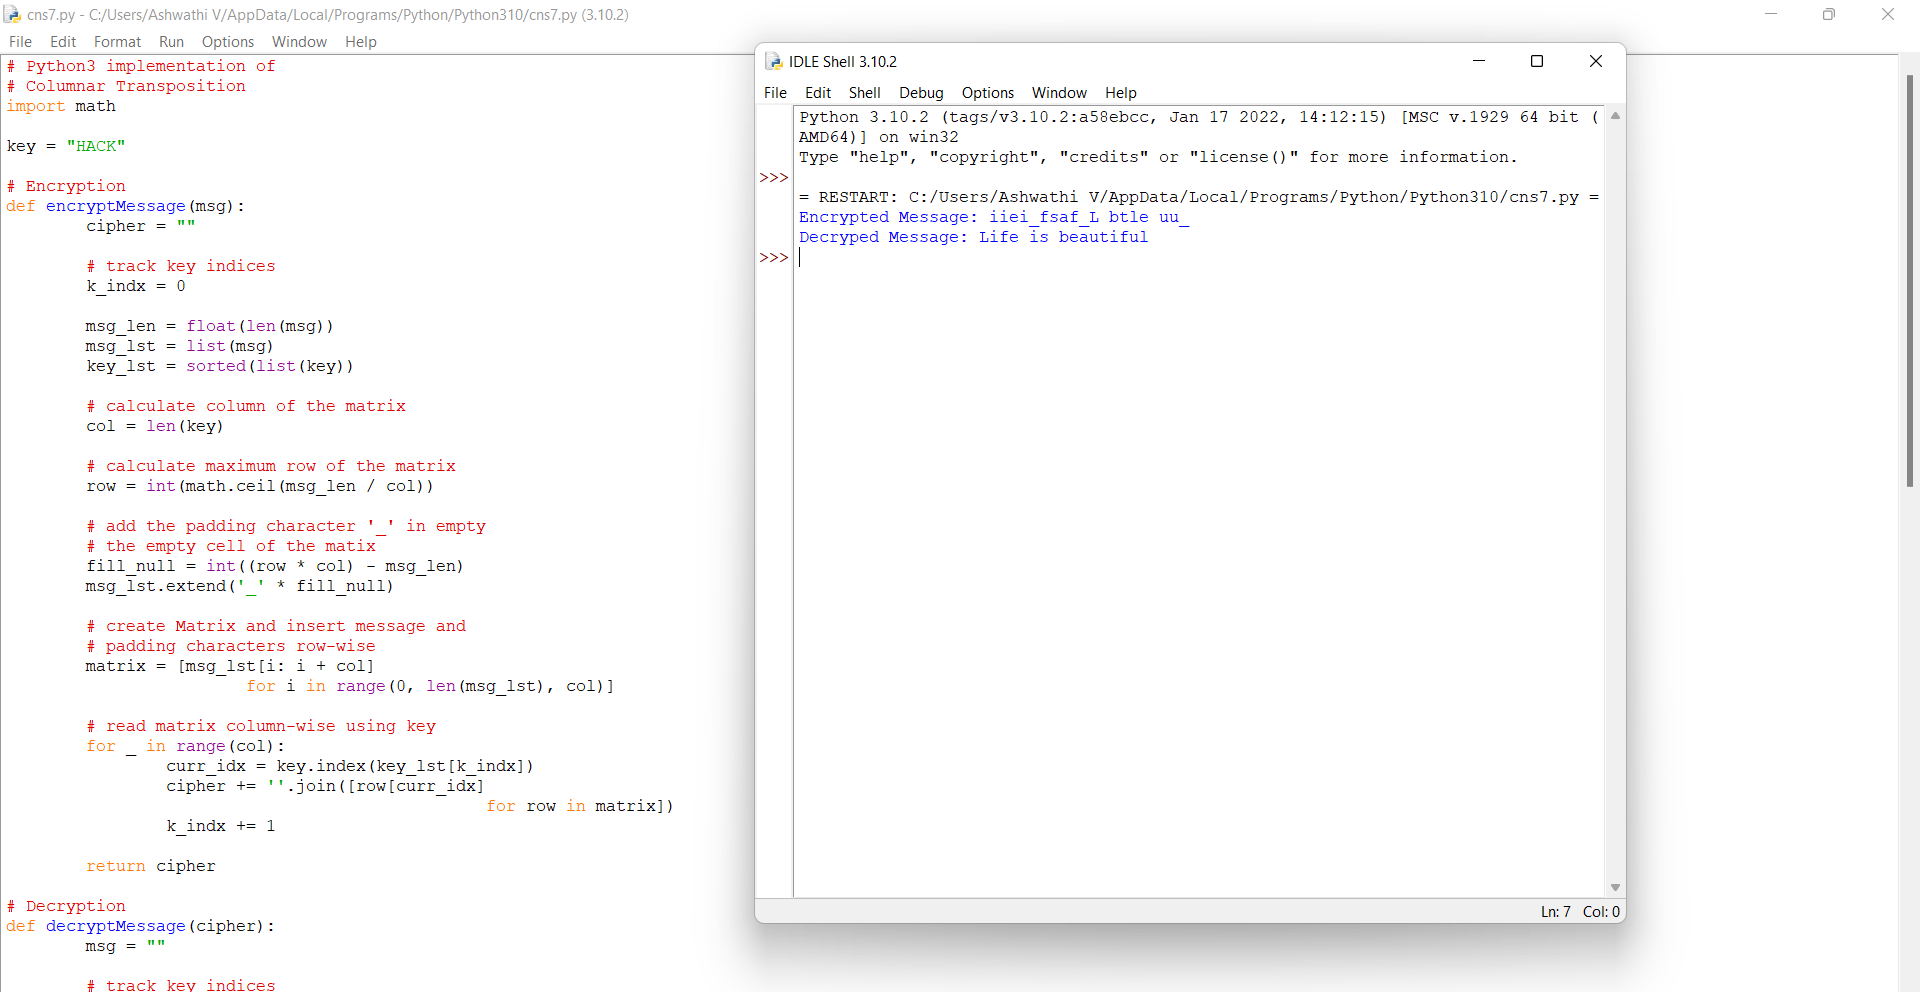 cns7.py - C:/Users/Ashwathi V/AppData/Local/Programs/Python/Python310/cns7.py (3.10.2)
File Edit Format Run Options Window Help
# Python3 implementation of
# Columnar Transposition
import math
key = "HACK"
# Encryption
def encryptMessage(msg):
cipher = ""
# track key indices
k_indx = 0
msg_len = float(len(msg))
msg_lst = list(msg)
key_lst = sorted(list(key))
# calculate column of the matrix
col = len(key)
# calculate maximum row of the matrix
row = int(math.ceil(msg_len / col))
# add the padding character '_' in empty
# the empty cell of the matix
fill_null = int((row * col) - msg_len)
msg_lst.extend('_' * fill_null)
# create Matrix and insert message and
# padding characters row-wise
matrix = [msg_lst[i: i + col]
for i in range(0, len(msg_lst), col)]
# read matrix column-wise using key
for _ in range(col):
curr_idx = key.index(key_lst[k_indx])
cipher += ''.join([row[curr_idx]
for row in matrix])
k_indx += 1
return cipher
# Decryption
def decryptMessage(cipher):
msg = ""
# track key indices
IDLE Shell 3.10.2
File Edit Shell Debug Options Window Help
Python 3.10.2 (tags/v3.10.2:a58ebcc, Jan 17 2022, 14:12:15) [MSC v.1929 64 bit (
AMD64)] on win32
Type "help", "copyright", "credits" or "license()" for more information.
>>>
= RESTART: C:/Users/Ashwathi V/AppData/Local/Programs/Python/Python310/cns7.py =
Encrypted Message: iiei_fsaf_L btle uu_
Decryped Message: Life is beautiful
>>>
Ln: 7 Col: 0